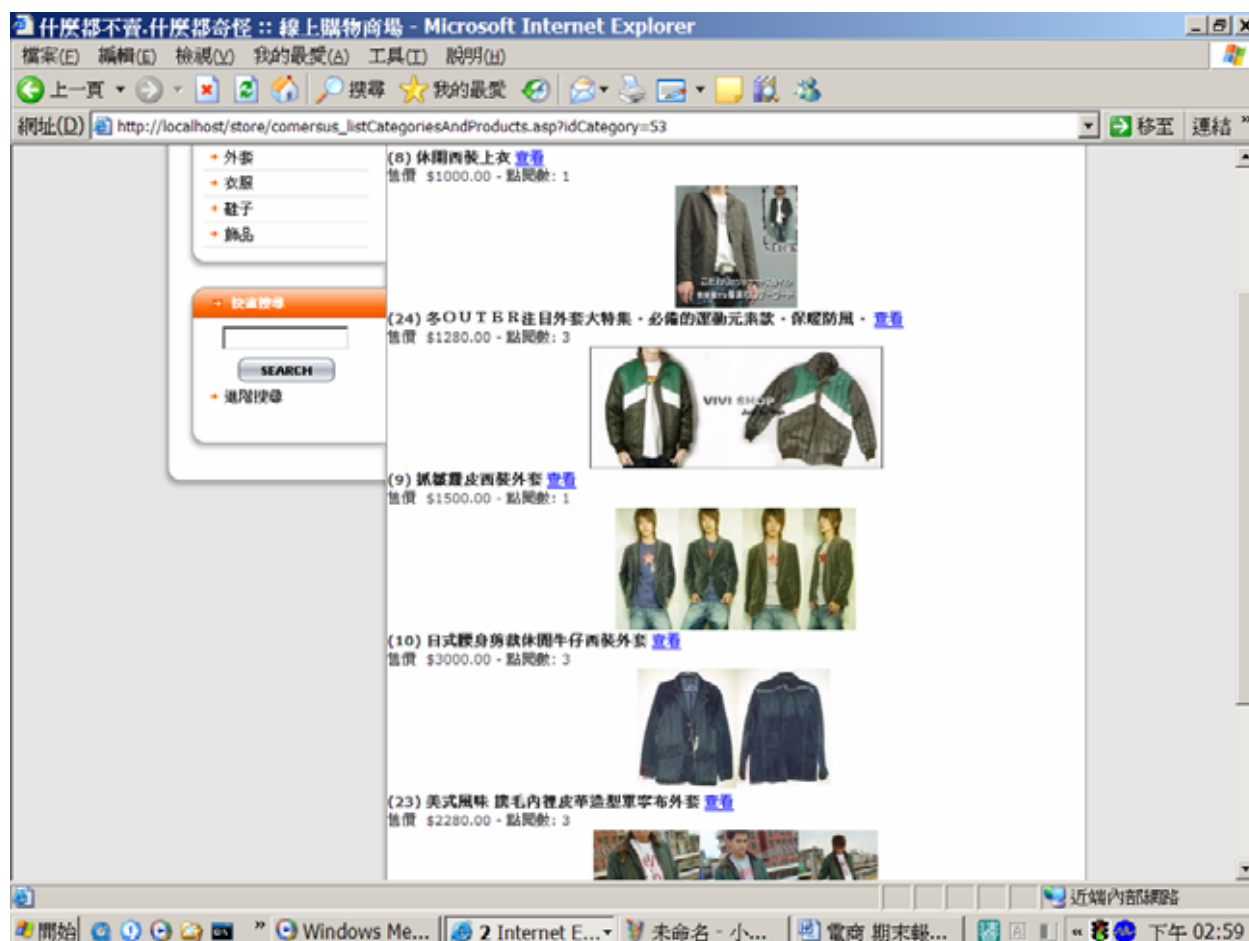 什麼都不賣.什麼都奇怪 :: 線上購物商場 - Microsoft Internet Explorer
檔案(F) 編輯(E) 檢視(V) 我的最愛(A) 工具(T) 說明(H)
上一頁 搜尋 我的最愛
網址(D) http://localhost/store/comersus_listCategoriesAndProducts.asp?idCategory=53 移至 連結 »
外套
衣服
鞋子
飾品
快速搜尋
SEARCH
進階搜尋
(8) 休閒西裝上衣 查看
售價 $1000.00 - 點閱數: 1
(24) 冬OUTER注目外套大特集‧必備的運動元素款‧保暖防風‧ 查看
售價 $1280.00 - 點閱數: 3
VIVI SHOP
(9) 抓皺麂皮西裝外套 查看
售價 $1500.00 - 點閱數: 1
(10) 日式腰身剪裁休閒牛仔西裝外套 查看
售價 $3000.00 - 點閱數: 3
(23) 美式風味 鋪毛內裡皮革造型單寧布外套 查看
售價 $2280.00 - 點閱數: 3
近端內部網路
開始 » Windows Me... 2 Internet E... 未命名 - 小... 電商 期末報... « 下午 02:59